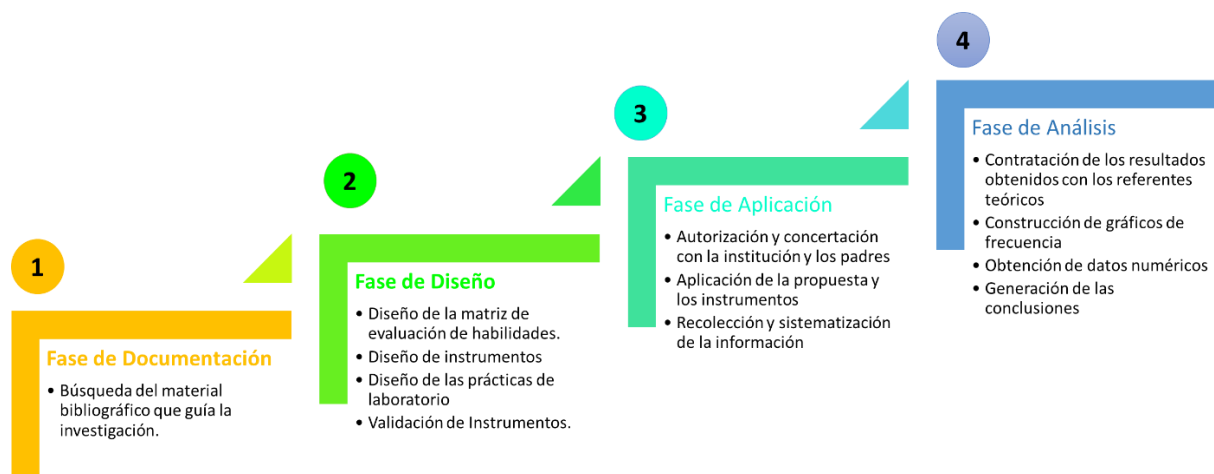 1
Fase de Documentación
• Búsqueda del material
bibliográfico que guía la
investigación.
2
Fase de Diseño
• Diseño de la matriz de
evaluación de habilidades.
• Diseño de instrumentos
• Diseño de las prácticas de
laboratorio
• Validación de Instrumentos.
3
Fase de Aplicación
• Autorización y concertación
con la institución y los padres
• Aplicación de la propuesta y
los instrumentos
• Recolección y sistematización
de la información
4
Fase de Análisis
• Contratación de los resultados
obtenidos con los referentes
teóricos
• Construcción de gráficos de
frecuencia
• Obtención de datos numéricos
• Generación de las
conclusiones